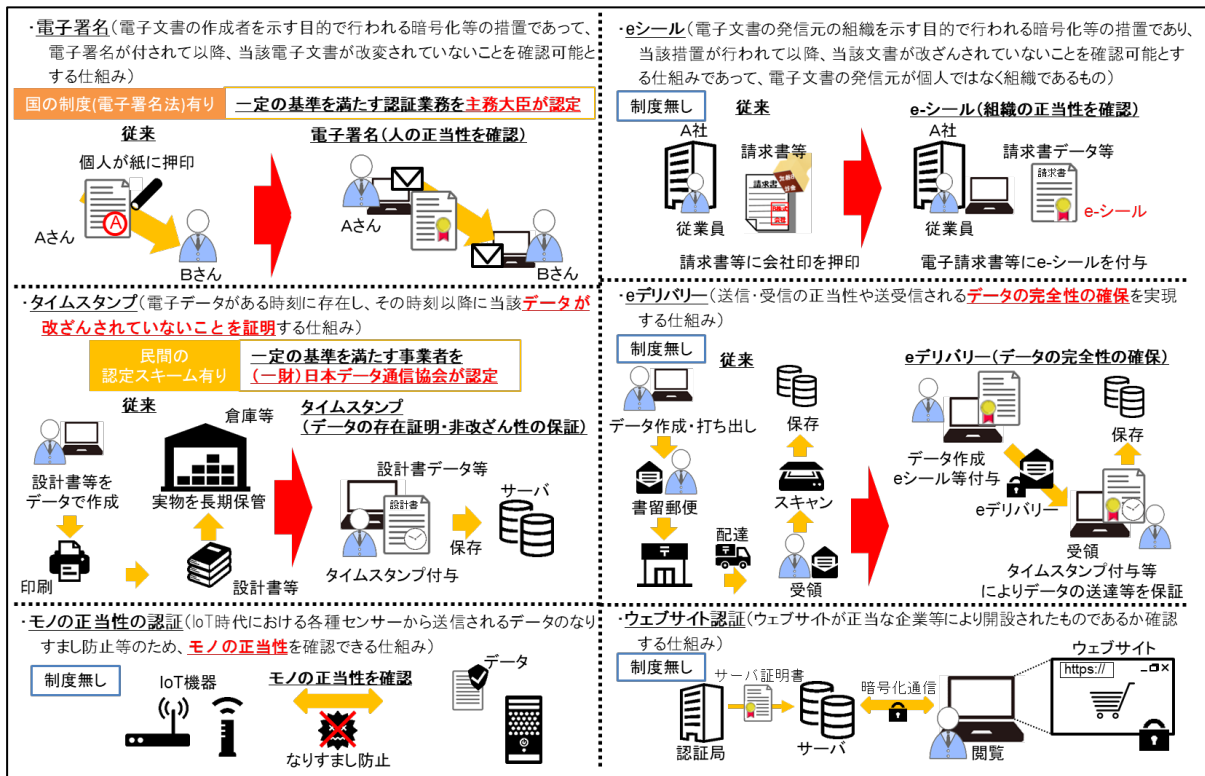 ・電子署名(電子文書の作成者を示す目的で行われる暗号化等の措置であって、
電子署名が付されて以降、当該電子文書が改変されていないことを確認可能と
する仕組み)
国の制度(電子署名法)有り
一定の基準を満たす認証業務を主務大臣が認定
従来
電子署名(人の正当性を確認)
個人が紙に押印
A
Aさん
Bさん
Aさん
Bさん
・eシール(電子文書の発信元の組織を示す目的で行われる暗号化等の措置であり、
当該措置が行われて以降、当該文書が改ざんされていないことを確認可能とす
る仕組みであって、電子文書の発信元が個人ではなく組織であるもの)
制度無し
従来
e-シール(組織の正当性を確認)
A社
請求書等
請求書
従業員
請求書等に会社印を押印
A社
請求書データ等
請求書
e-シール
従業員
電子請求書等にe-シールを付与
・タイムスタンプ(電子データがある時刻に存在し、その時刻以降に当該データが
改ざんされていないことを証明する仕組み)
民間の
認定スキーム有り
一定の基準を満たす事業者を
(一財)日本データ通信協会が認定
従来
倉庫等
タイムスタンプ
(データの存在証明・非改ざん性の保証)
設計書等を
データで作成
実物を長期保管
印刷
設計書等
設計書データ等
設計書
サーバ
保存
タイムスタンプ付与
・eデリバリー(送信・受信の正当性や送受信されるデータの完全性の確保を実現
する仕組み)
制度無し
従来
eデリバリー(データの完全性の確保)
データ作成・打ち出し
保存
書留郵便
スキャン
配達
受領
データ作成
eシール等付与
保存
eデリバリー
受領
タイムスタンプ付与等
によりデータの送達等を保証
・モノの正当性の認証(IoT時代における各種センサーから送信されるデータのなり
すまし防止等のため、モノの正当性を確認できる仕組み)
制度無し
IoT機器
モノの正当性を確認
データ
なりすまし防止
・ウェブサイト認証(ウェブサイトが正当な企業等により開設されたものであるか確認
する仕組み)
制度無し
サーバ証明書
暗号化通信
ウェブサイト
https://
認証局
サーバ
閲覧